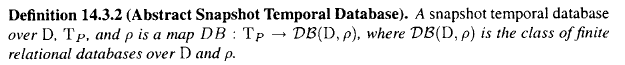 Definition 14.3.2 (Abstract Snapshot Temporal Database). A snapshot temporal database
over D, T_P, and ρ is a map DB : T_P → DB(D, ρ), where DB(D, ρ) is the class of finite
relational databases over D and ρ.